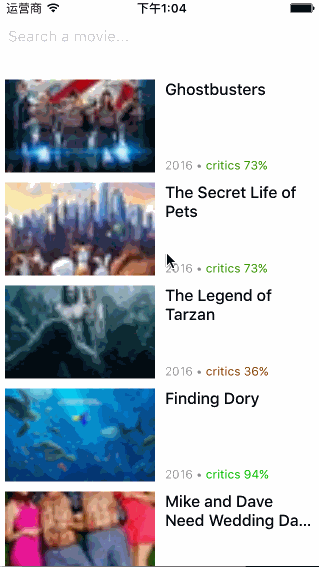 运营商 下午1:04
Search a movie...
Ghostbusters
2016 • critics 73%
The Secret Life of
Pets
2016 • critics 73%
The Legend of
Tarzan
2016 • critics 36%
Finding Dory
2016 • critics 94%
Mike and Dave
Need Wedding Da...